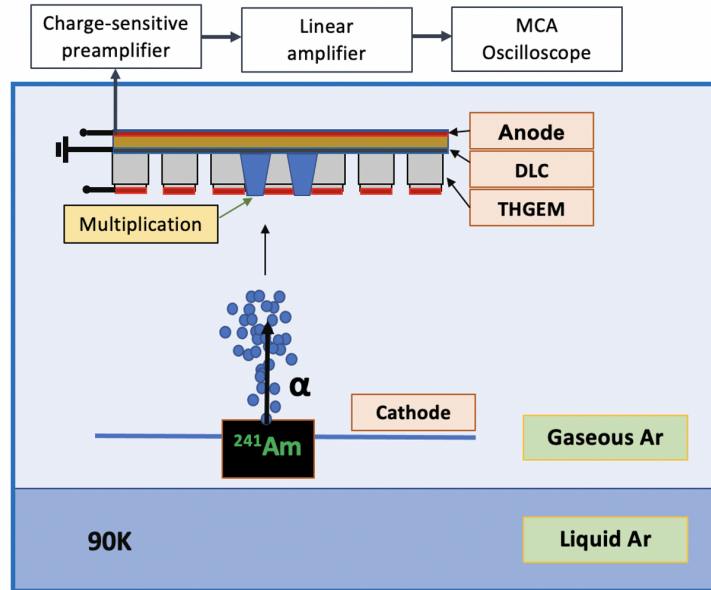 Charge-sensitive
preamplifier
Linear
amplifier
MCA
Oscilloscope
Anode
DLC
THGEM
Multiplication
α
Cathode
241Am
Gaseous Ar
90K
Liquid Ar